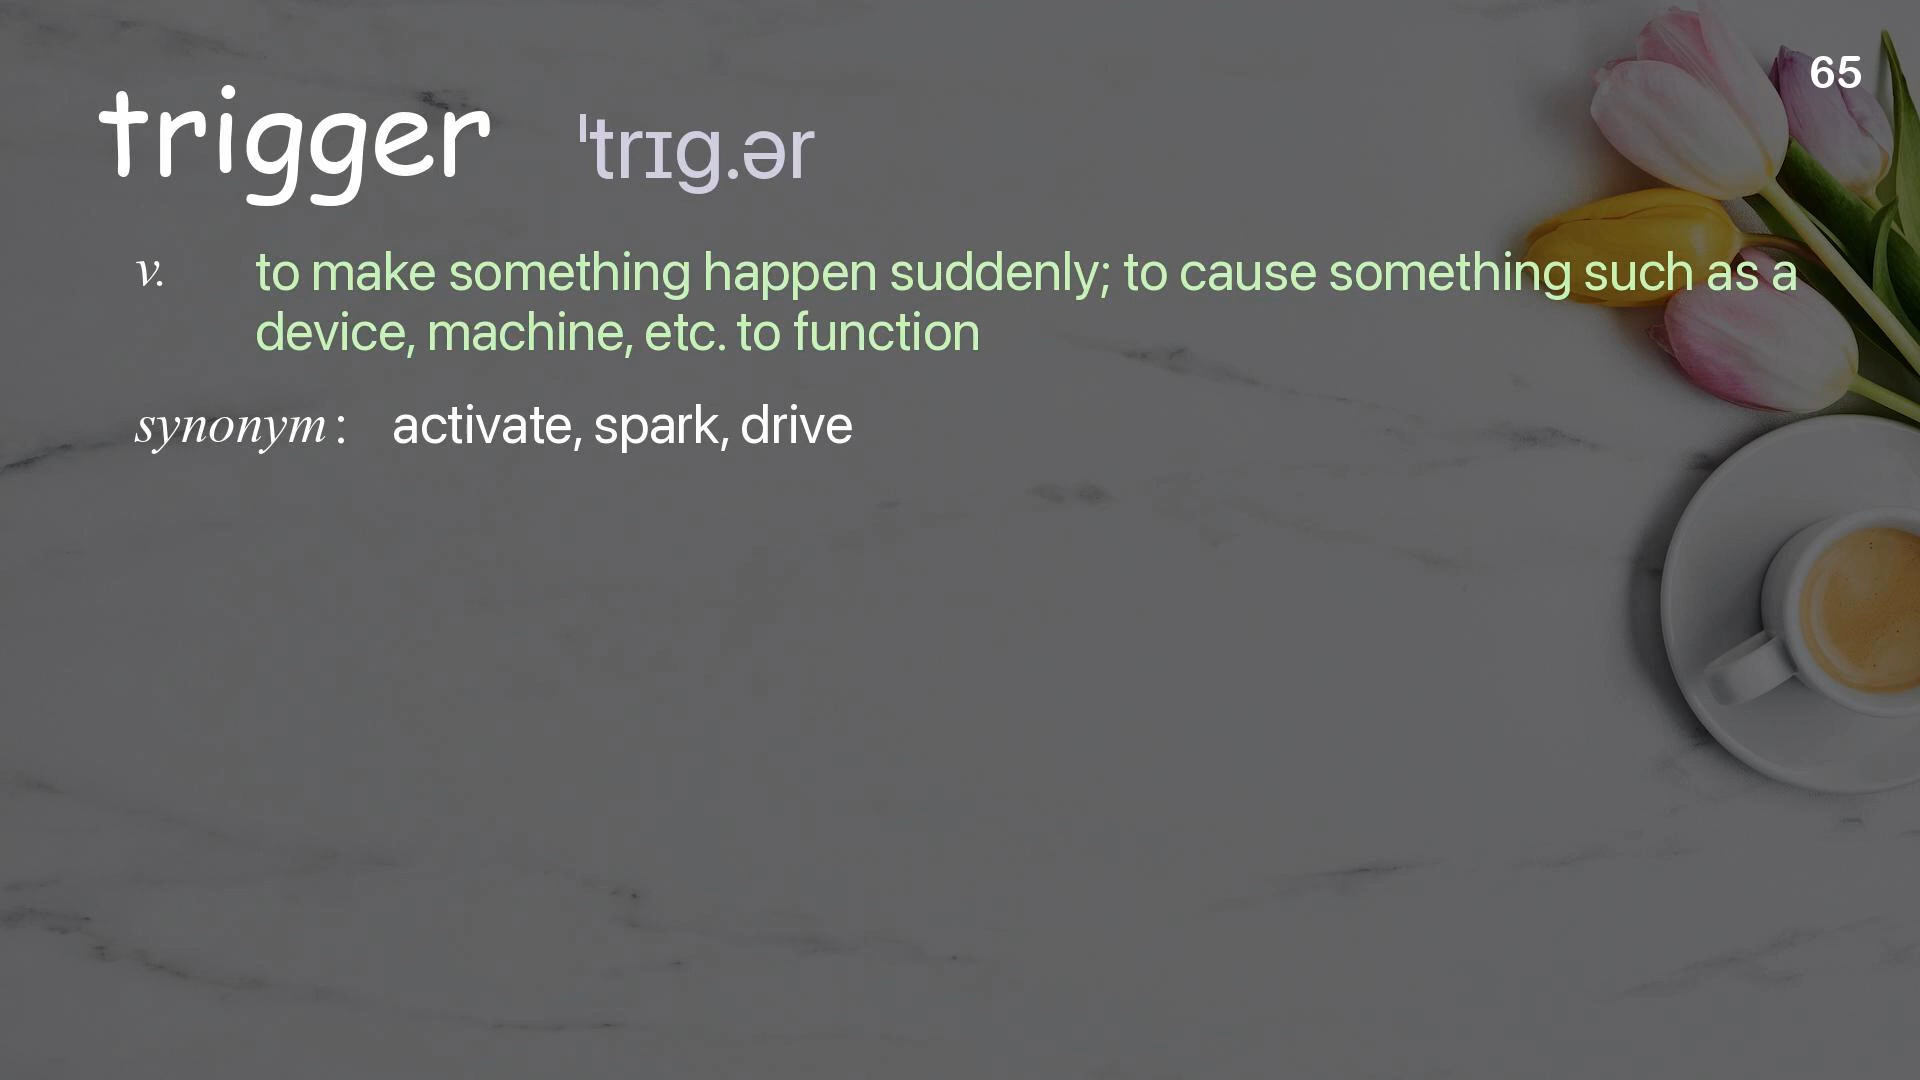 65
trigger ˈtrɪg.ər
v. to make something happen suddenly; to cause something such as a
device, machine, etc. to function
synonym: activate, spark, drive